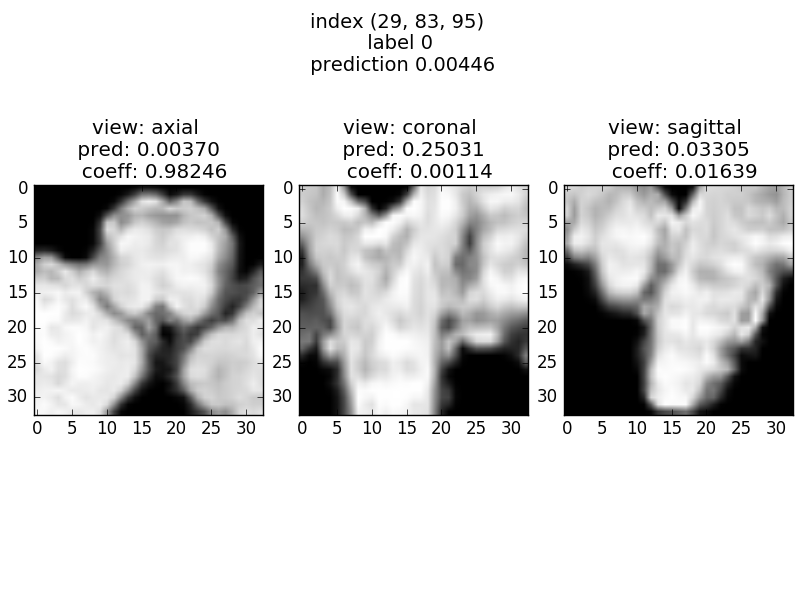 index (29, 83, 95)
label 0
prediction 0.00446
view: axial
pred: 0.00370
coeff: 0.98246
view: coronal
pred: 0.25031
coeff: 0.00114
view: sagittal
pred: 0.03305
coeff: 0.01639
0
5
10
15
20
25
30
0 5 10 15 20 25 30
0
5
10
15
20
25
30
0 5 10 15 20 25 30
0
5
10
15
20
25
30
0 5 10 15 20 25 30